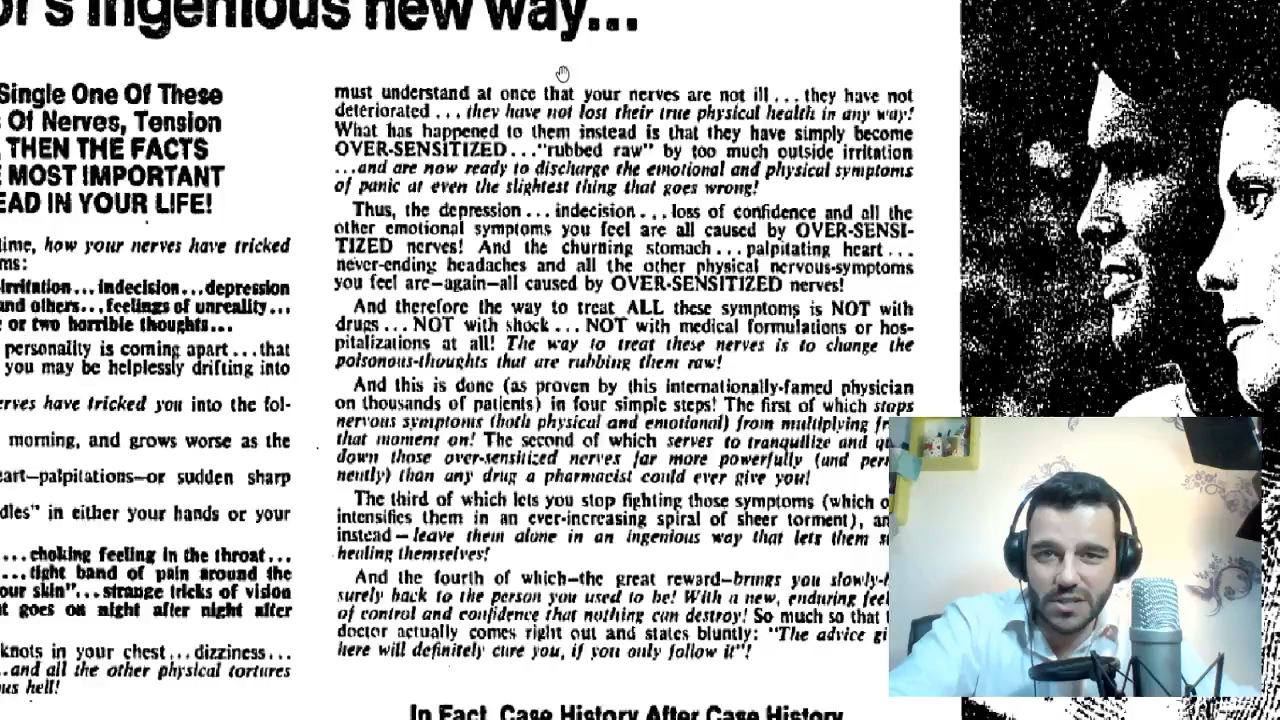 or's ingenious new way...
Single One Of These
Of Nerves, Tension
THEN THE FACTS
MOST IMPORTANT
EAD IN YOUR LIFE!
time, how your nerves have tricked
ms:
irritation...indecision...depression
and others...feelings of unreality...
or two horrible thoughts...
personality is coming apart...that
you may be helplessly drifting into
erves have tricked you into the fol-
morning, and grows worse as the
eart—palpitations—or sudden sharp
dles" in either your hands or your
...choking feeling in the throat...
...tight band of pain around the
our skin"...strange tricks of vision
t goes on night after night after
knots in your chest...dizziness...
...and all the other physical tortures
us hell!
must understand at once that your nerves are not ill...they have not
deteriorated...they have not lost their true physical health in any way!
What has happened to them instead is that they have simply become
OVER-SENSITIZED..."rubbed raw" by too much outside irritation
...and are now ready to discharge the emotional and physical symptoms
of panic at even the slightest thing that goes wrong!
Thus, the depression...indecision...loss of confidence and all the
other emotional symptoms you feel are all caused by OVER-SENSI-
TIZED nerves! And the churning stomach...palpitating heart...
never-ending headaches and all the other physical nervous-symptoms
you feel are—again—all caused by OVER-SENSITIZED nerves!
And therefore the way to treat ALL these symptoms is NOT with
drugs...NOT with shock...NOT with medical formulations or hos-
pitalizations at all! The way to treat these nerves is to change the
poisonous-thoughts that are rubbing them raw!
And this is done (as proven by this internationally-famed physician
on thousands of patients) in four simple steps! The first of which stops
nervous symptoms (both physical and emotional) from multiplying fr
that moment on! The second of which serves to tranquilize and qu
down those over-sensitized nerves far more powerfully (and per
nently) than any drug a pharmacist could ever give you!
The third of which lets you stop fighting those symptoms (which o
intensifies them in an ever-increasing spiral of sheer torment), an
instead—leave them alone in an ingenious way that lets them s
healing themselves!
And the fourth of which—the great reward—brings you slowly-
surely back to the person you used to be! With a new, enduring feel
of control and confidence that nothing can destroy! So much so that
doctor actually comes right out and states bluntly: "The advice gi
here will definitely cure you, if you only follow it"!
In Fact, Case History After Case History